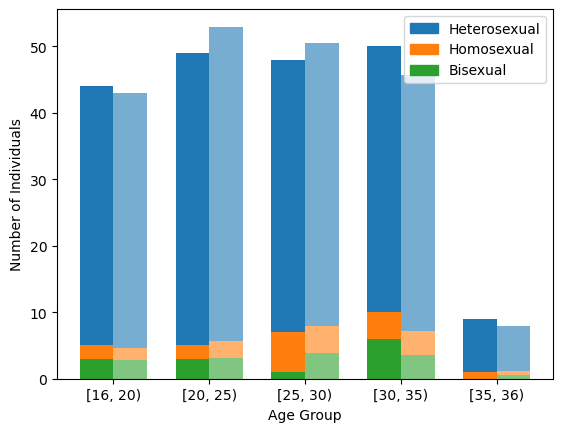 Heterosexual
Homosexual
Bisexual
Number of Individuals
50
40
30
20
10
0
[16, 20)
[20, 25)
[25, 30)
[30, 35)
[35, 36)
Age Group